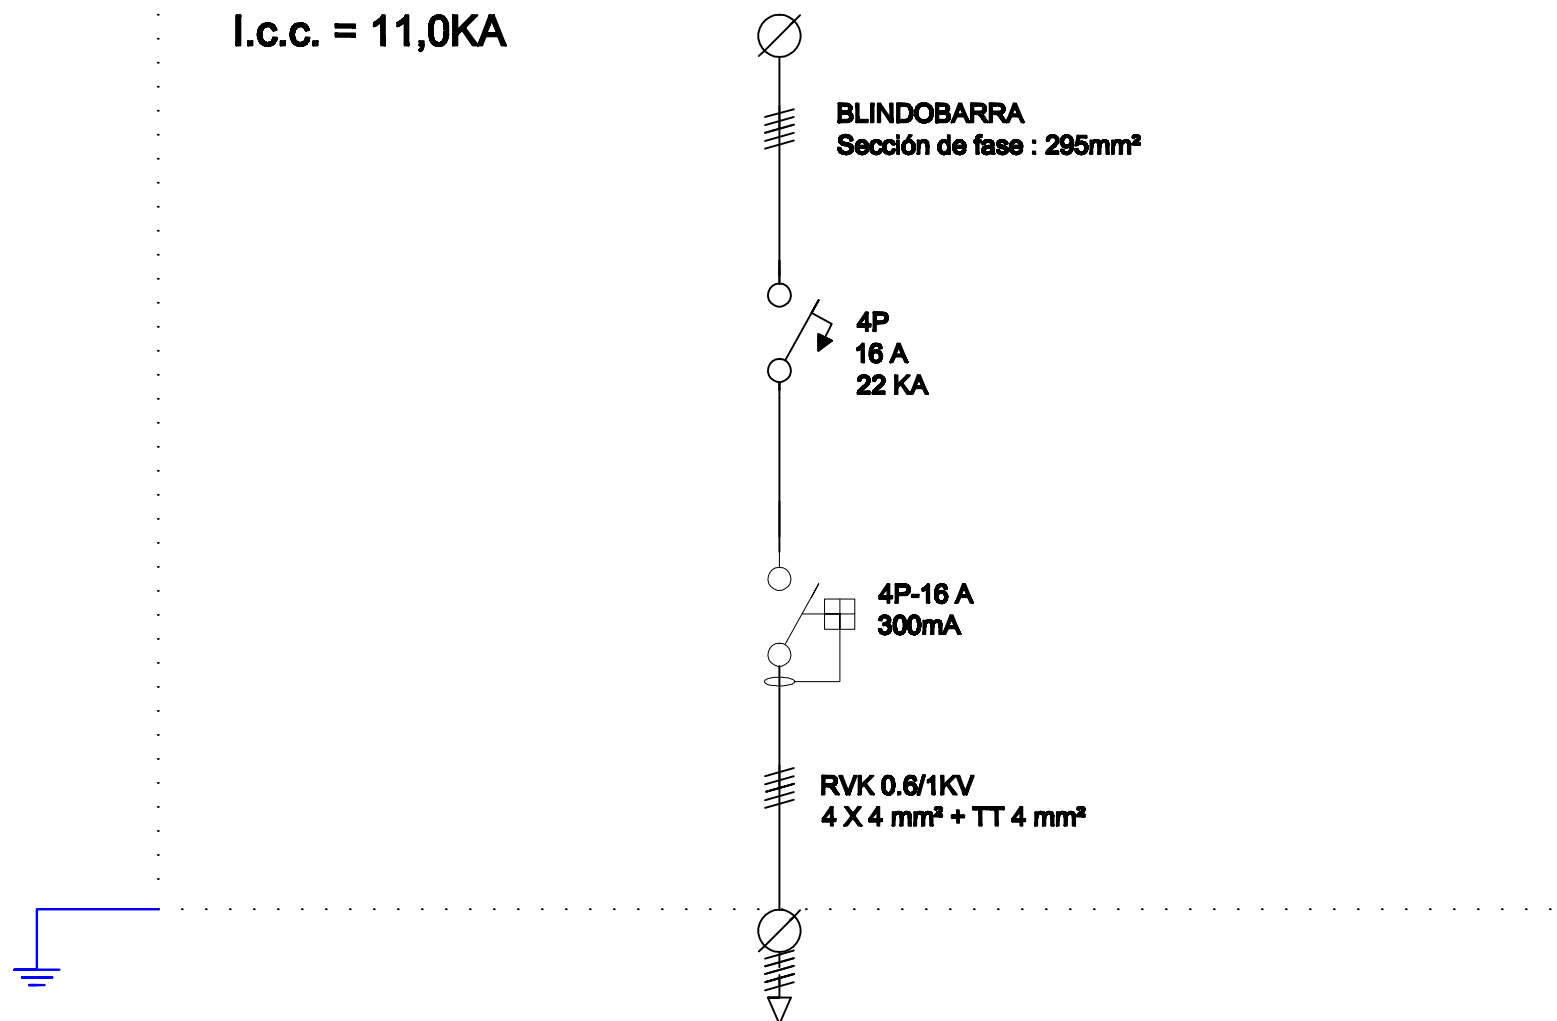 I.c.c. = 11,0KA
BLINDOBARRA
Sección de fase : 295mm²
4P
16 A
22 KA
4P-16 A
300mA
RVK 0.6/1KV
4 X 4 mm² + TT 4 mm²